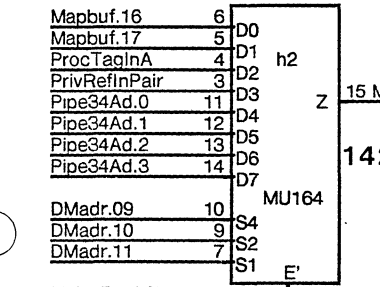 Mapbuf.16 6 D0
Mapbuf.17 5 D1
ProcTagInA 4 D2
PrivRefInPair 3 D3
Pipe34Ad.0 11 D4
Pipe34Ad.1 12 D5
Pipe34Ad.2 13 D6
Pipe34Ad.3 14 D7
h2
Z 15 M
14
MU164
DMadr.09 10 S4
DMadr.10 9 S2
DMadr.11 7 S1
E'